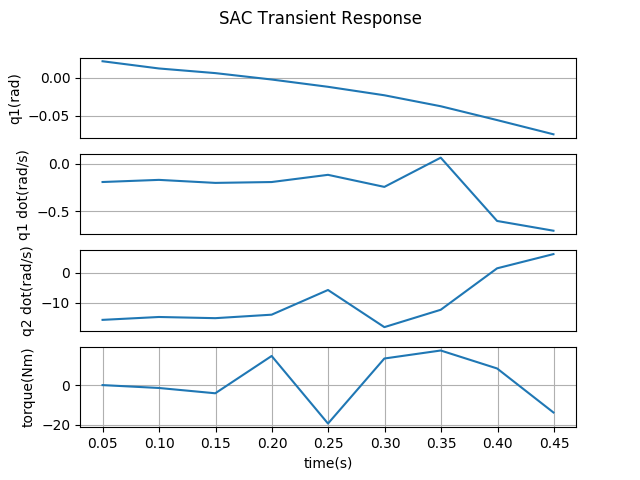 SAC Transient Response
q1(rad)
0.00
−0.05
q1 dot(rad/s)
0.0
−0.5
q2 dot(rad/s)
0
−10
torque(Nm)
0
−20
0.05 0.10 0.15 0.20 0.25 0.30 0.35 0.40 0.45
time(s)